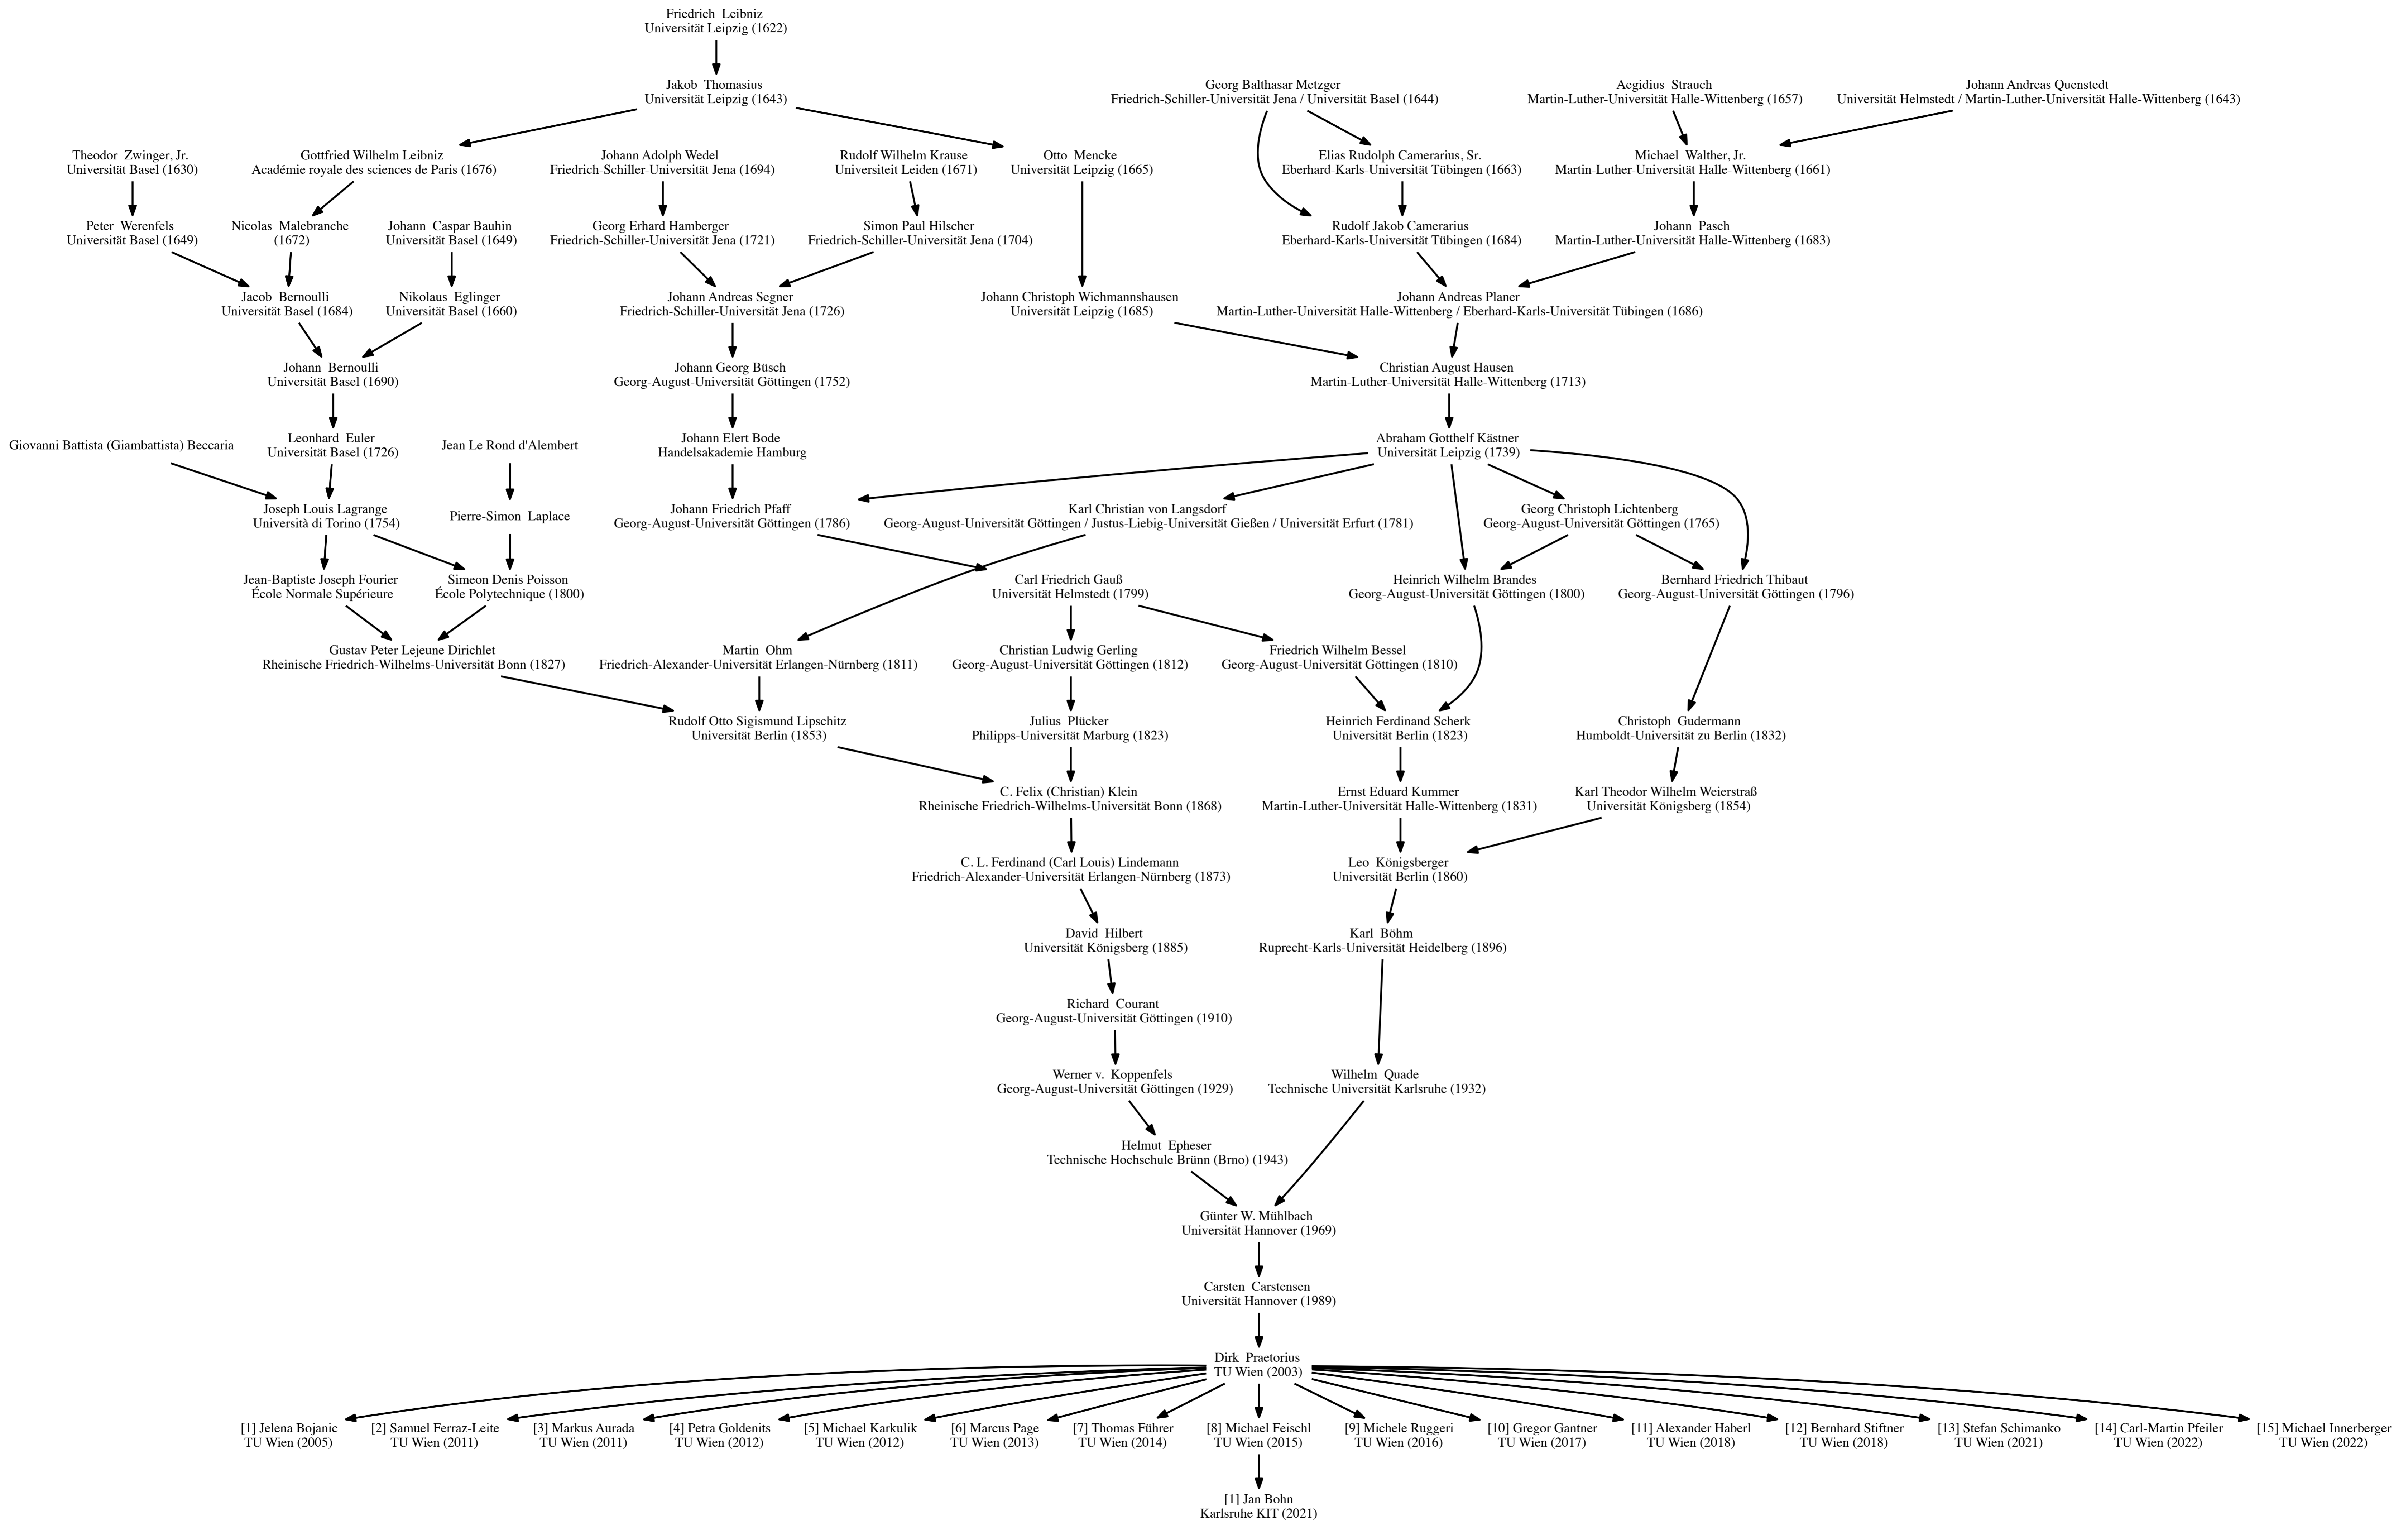 Friedrich Leibniz
Universität Leipzig (1622)
Jakob Thomasius
Universität Leipzig (1643)
Georg Balthasar Metzger
Friedrich-Schiller-Universität Jena / Universität Basel (1644)
Aegidius Strauch
Martin-Luther-Universität Halle-Wittenberg (1657)
Johann Andreas Quenstedt
Universität Helmstedt / Martin-Luther-Universität Halle-Wittenberg (1643)
Theodor Zwinger, Jr.
Universität Basel (1630)
Gottfried Wilhelm Leibniz
Académie royale des sciences de Paris (1676)
Johann Adolph Wedel
Friedrich-Schiller-Universität Jena (1694)
Rudolf Wilhelm Krause
Universiteit Leiden (1671)
Otto Mencke
Universität Leipzig (1665)
Elias Rudolph Camerarius, Sr.
Eberhard-Karls-Universität Tübingen (1663)
Michael Walther, Jr.
Martin-Luther-Universität Halle-Wittenberg (1661)
Peter Werenfels
Universität Basel (1649)
Nicolas Malebranche
(1672)
Johann Caspar Bauhin
Universität Basel (1649)
Georg Erhard Hamberger
Friedrich-Schiller-Universität Jena (1721)
Simon Paul Hilscher
Friedrich-Schiller-Universität Jena (1704)
Rudolf Jakob Camerarius
Eberhard-Karls-Universität Tübingen (1684)
Johann Pasch
Martin-Luther-Universität Halle-Wittenberg (1683)
Jacob Bernoulli
Universität Basel (1684)
Nikolaus Eglinger
Universität Basel (1660)
Johann Andreas Segner
Friedrich-Schiller-Universität Jena (1726)
Johann Christoph Wichmannshausen
Universität Leipzig (1685)
Johann Andreas Planer
Martin-Luther-Universität Halle-Wittenberg / Eberhard-Karls-Universität Tübingen (1686)
Johann Bernoulli
Universität Basel (1690)
Johann Georg Büsch
Georg-August-Universität Göttingen (1752)
Christian August Hausen
Martin-Luther-Universität Halle-Wittenberg (1713)
Giovanni Battista (Giambattista) Beccaria
Leonhard Euler
Universität Basel (1726)
Jean Le Rond d'Alembert
Johann Elert Bode
Handelsakademie Hamburg
Abraham Gotthelf Kästner
Universität Leipzig (1739)
Joseph Louis Lagrange
Università di Torino (1754)
Pierre-Simon Laplace
Johann Friedrich Pfaff
Georg-August-Universität Göttingen (1786)
Karl Christian von Langsdorf
Georg-August-Universität Göttingen / Justus-Liebig-Universität Gießen / Universität Erfurt (1781)
Georg Christoph Lichtenberg
Georg-August-Universität Göttingen (1765)
Jean-Baptiste Joseph Fourier
École Normale Supérieure
Simeon Denis Poisson
École Polytechnique (1800)
Carl Friedrich Gauß
Universität Helmstedt (1799)
Heinrich Wilhelm Brandes
Georg-August-Universität Göttingen (1800)
Bernhard Friedrich Thibaut
Georg-August-Universität Göttingen (1796)
Gustav Peter Lejeune Dirichlet
Rheinische Friedrich-Wilhelms-Universität Bonn (1827)
Martin Ohm
Friedrich-Alexander-Universität Erlangen-Nürnberg (1811)
Christian Ludwig Gerling
Georg-August-Universität Göttingen (1812)
Friedrich Wilhelm Bessel
Georg-August-Universität Göttingen (1810)
Rudolf Otto Sigismund Lipschitz
Universität Berlin (1853)
Julius Plücker
Philipps-Universität Marburg (1823)
Heinrich Ferdinand Scherk
Universität Berlin (1823)
Christoph Gudermann
Humboldt-Universität zu Berlin (1832)
C. Felix (Christian) Klein
Rheinische Friedrich-Wilhelms-Universität Bonn (1868)
Ernst Eduard Kummer
Martin-Luther-Universität Halle-Wittenberg (1831)
Karl Theodor Wilhelm Weierstraß
Universität Königsberg (1854)
C. L. Ferdinand (Carl Louis) Lindemann
Friedrich-Alexander-Universität Erlangen-Nürnberg (1873)
Leo Königsberger
Universität Berlin (1860)
David Hilbert
Universität Königsberg (1885)
Karl Böhm
Ruprecht-Karls-Universität Heidelberg (1896)
Richard Courant
Georg-August-Universität Göttingen (1910)
Werner v. Koppenfels
Georg-August-Universität Göttingen (1929)
Wilhelm Quade
Technische Universität Karlsruhe (1932)
Helmut Epheser
Technische Hochschule Brünn (Brno) (1943)
Günter W. Mühlbach
Universität Hannover (1969)
Carsten Carstensen
Universität Hannover (1989)
Dirk Praetorius
TU Wien (2003)
[1] Jelena Bojanic
TU Wien (2005)
[2] Samuel Ferraz-Leite
TU Wien (2011)
[3] Markus Aurada
TU Wien (2011)
[4] Petra Goldenits
TU Wien (2012)
[5] Michael Karkulik
TU Wien (2012)
[6] Marcus Page
TU Wien (2013)
[7] Thomas Führer
TU Wien (2014)
[8] Michael Feischl
TU Wien (2015)
[9] Michele Ruggeri
TU Wien (2016)
[10] Gregor Gantner
TU Wien (2017)
[11] Alexander Haberl
TU Wien (2018)
[12] Bernhard Stiftner
TU Wien (2018)
[13] Stefan Schimanko
TU Wien (2021)
[14] Carl-Martin Pfeiler
TU Wien (2022)
[15] Michael Innerberger
TU Wien (2022)
[1] Jan Bohn
Karlsruhe KIT (2021)